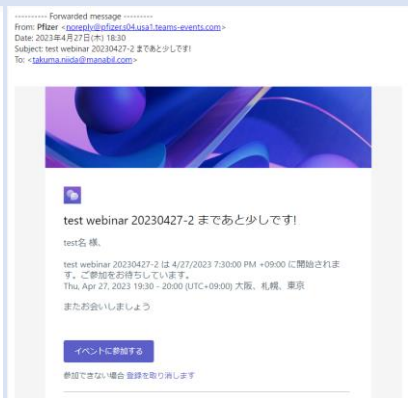 ---------- Forwarded message ---------
From: Pfizer <noreply@pfizer.s04.usa1.teams-events.com>
Date: 2023年4月27日(木) 18:30
Subject: test webinar 20230427-2 まであと少しです!
To: <takuma.niida@manabil.com>
test webinar 20230427-2 まであと少しです!
test名 様、
test webinar 20230427-2 は 4/27/2023 7:30:00 PM +09:00 に開始されま
す。ご参加をお待ちしています。
Thu, Apr 27, 2023 19:30 - 20:00 (UTC+09:00) 大阪、札幌、東京
またお会いしましょう
イベントに参加する
参加できない場合 登録を取り消します